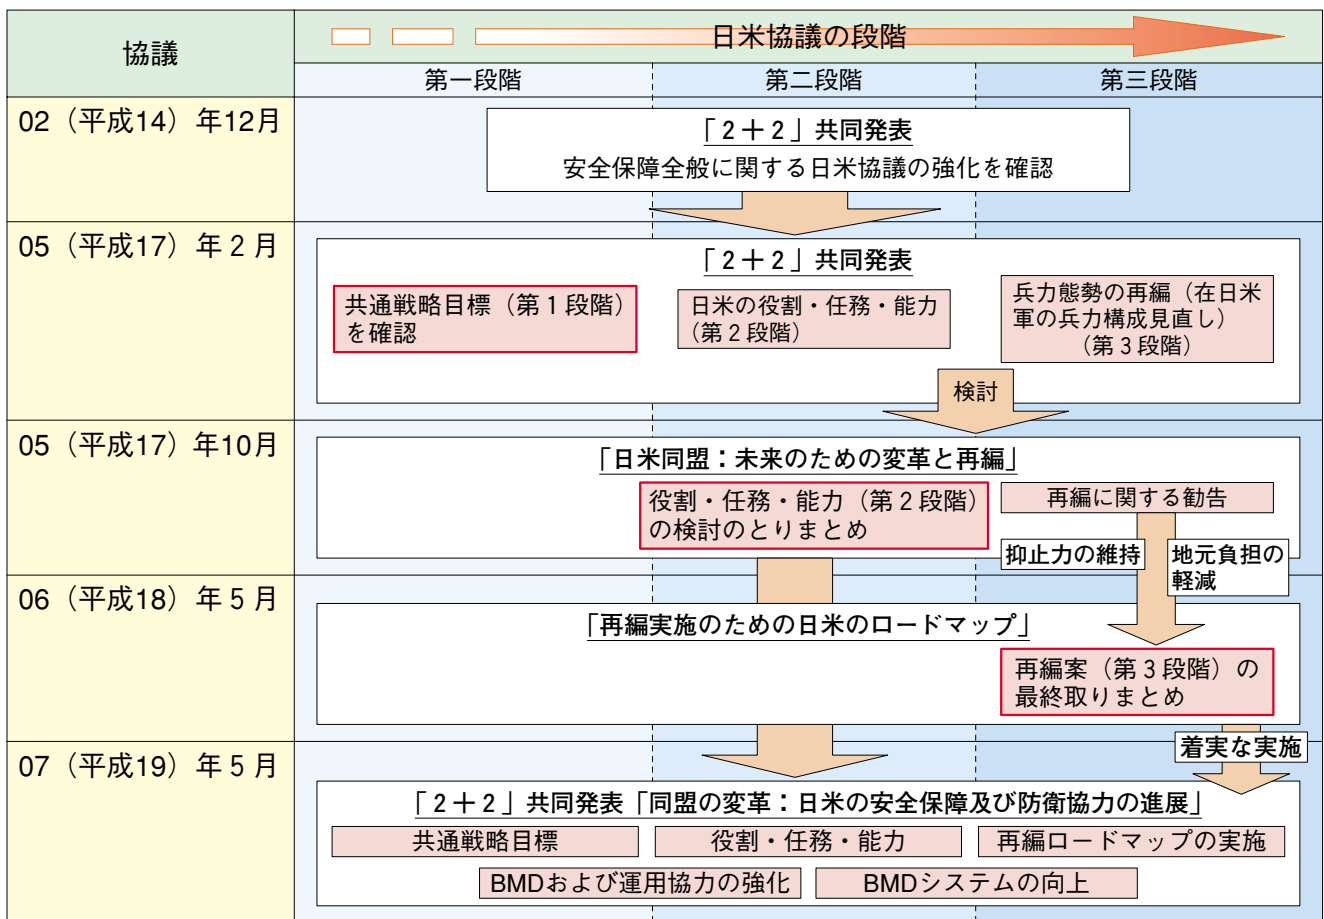 協議
日米協議の段階
第一段階
第二段階
第三段階
02（平成14）年12月
「2＋2」共同発表
安全保障全般に関する日米協議の強化を確認
05（平成17）年２月
「2＋2」共同発表
共通戦略目標（第１段階）
を確認
日米の役割・任務・能力
（第２段階）
兵力態勢の再編（在日米
軍の兵力構成見直し）
（第３段階）
検討
05（平成17）年10月
「日米同盟：未来のための変革と再編」
役割・任務・能力（第２段階）
の検討のとりまとめ
再編に関する勧告
抑止力の維持
地元負担の
軽減
06（平成18）年５月
「再編実施のための日米のロードマップ」
再編案（第３段階）の
最終取りまとめ
着実な実施
07（平成19）年５月
「2＋2」共同発表「同盟の変革：日米の安全保障及び防衛協力の進展」
共通戦略目標
役割・任務・能力
再編ロードマップの実施
BMDおよび運用協力の強化
BMDシステムの向上